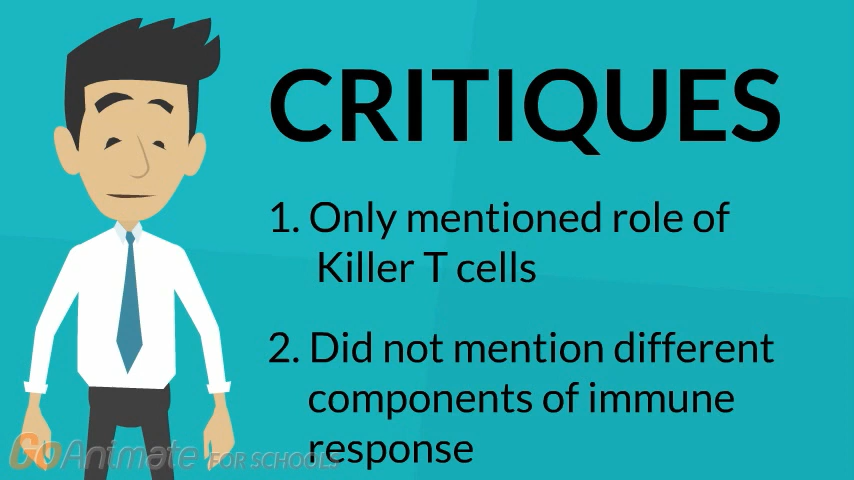 CRITIQUES
1. Only mentioned role of
Killer T cells
2. Did not mention different
components of immune
response
GoAnimate FOR SCHOOLS